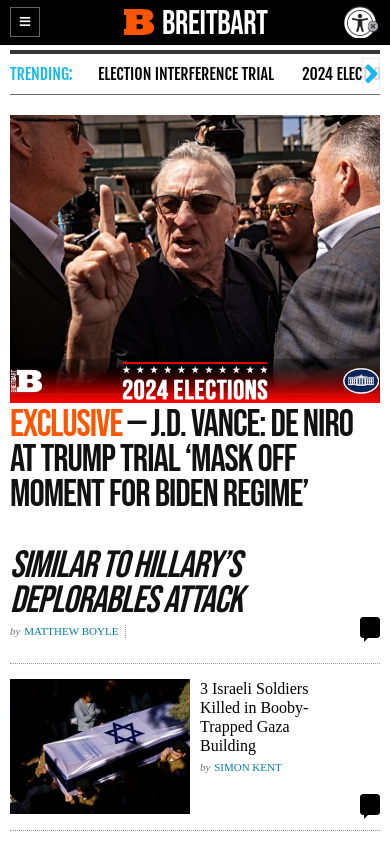 B BREITBART
TRENDING: ELECTION INTERFERENCE TRIAL 2024 ELEC
BREITBART B
2024 ELECTIONS
EXCLUSIVE — J.D. VANCE: DE NIRO
AT TRUMP TRIAL ‘MASK OFF
MOMENT FOR BIDEN REGIME’
SIMILAR TO HILLARY’S
DEPLORABLES ATTACK
by MATTHEW BOYLE
3 Israeli Soldiers
Killed in Booby-
Trapped Gaza
Building
by SIMON KENT